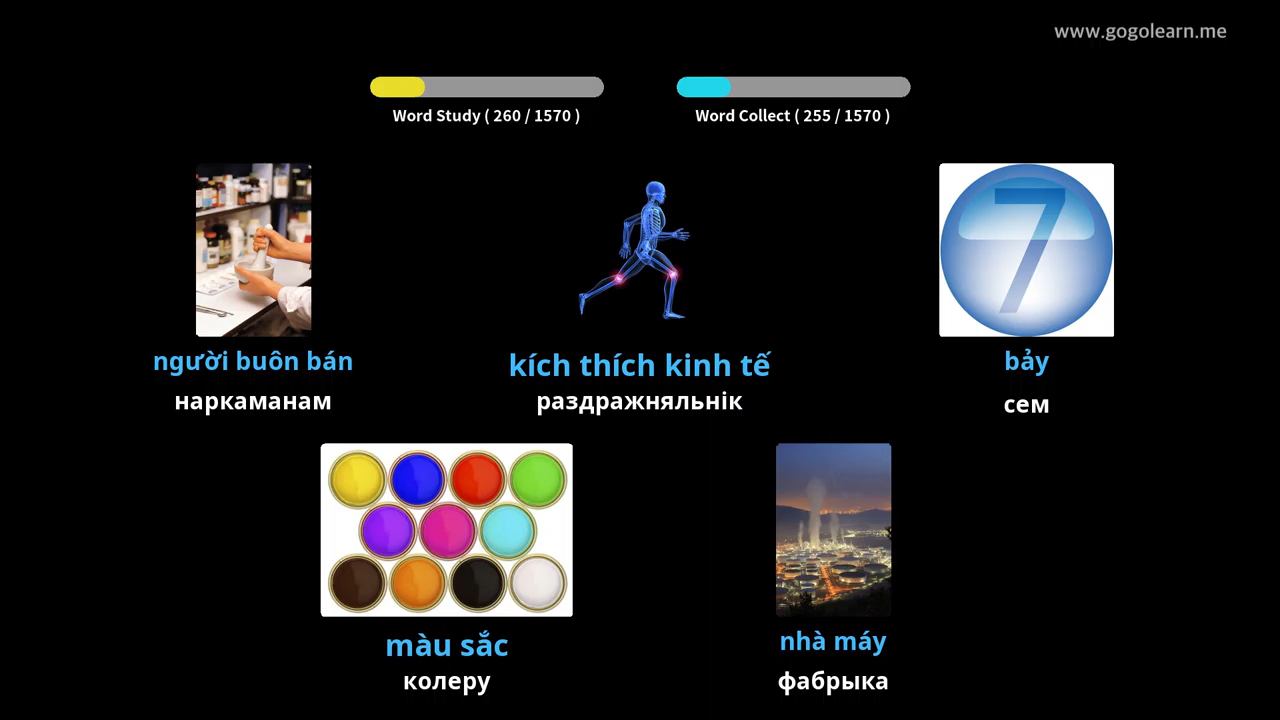 www.gogolearn.me
Word Study ( 260 / 1570 )
Word Collect ( 255 / 1570 )
7
người buôn bán
наркаманам
kích thích kinh tế
раздражняльнік
bảy
сем
màu sắc
колеру
nhà máy
фабрыка